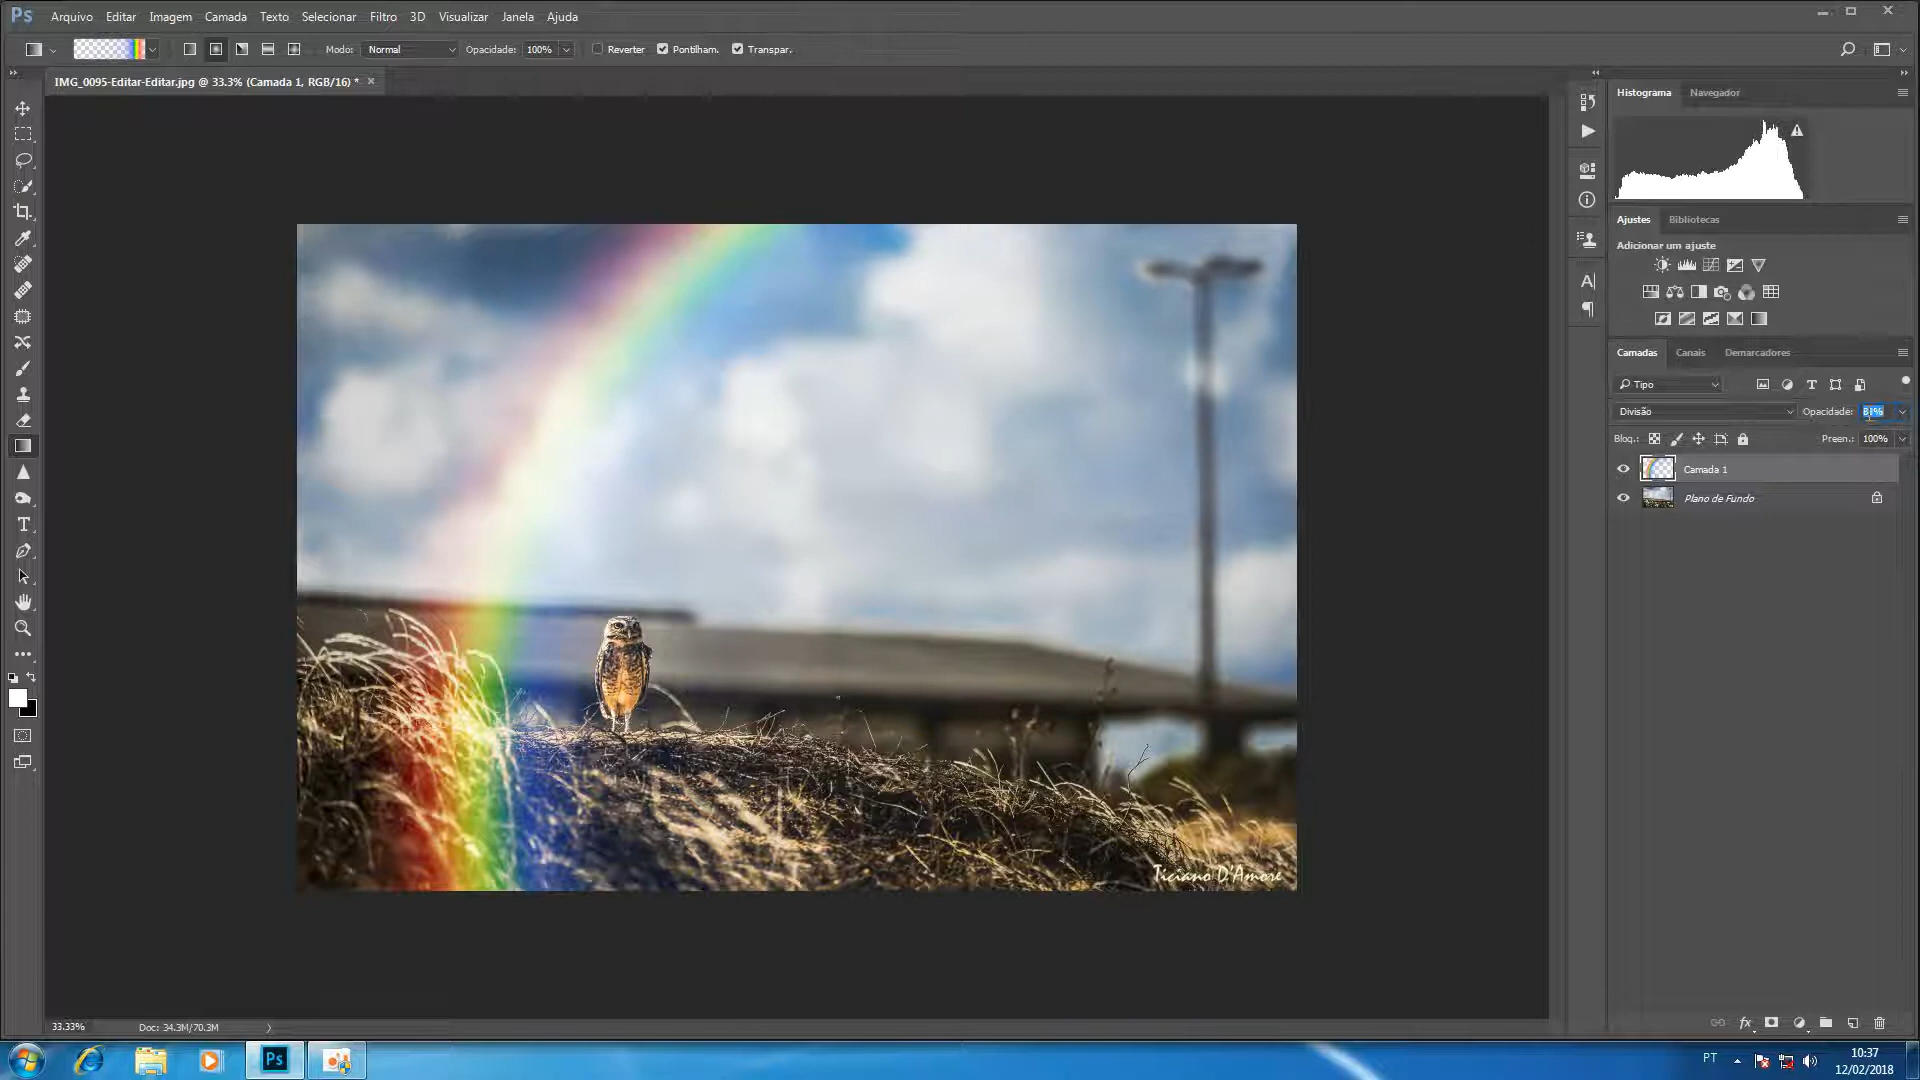 Ps Arquivo Editar Imagem Camada Texto Selecionar Filtro 3D Visualizar Janela Ajuda
Modo: Normal Opacidade: 100% Reverter Pontilham. Transpar.
IMG_0095-Editar-Editar.jpg @ 33.3% (Camada 1, RGB/16) *
Histograma Navegador
Ajustes Bibliotecas
Adicionar um ajuste
Camadas Canais Demarcadores
Tipo
Divisão Opacidade:
Bloq.: Preen.: 100%
Camada 1
Plano de Fundo
Ticiano D'Amore
33.33% Doc: 34.3M/70.3M
Ps PT 10:37
12/02/2018